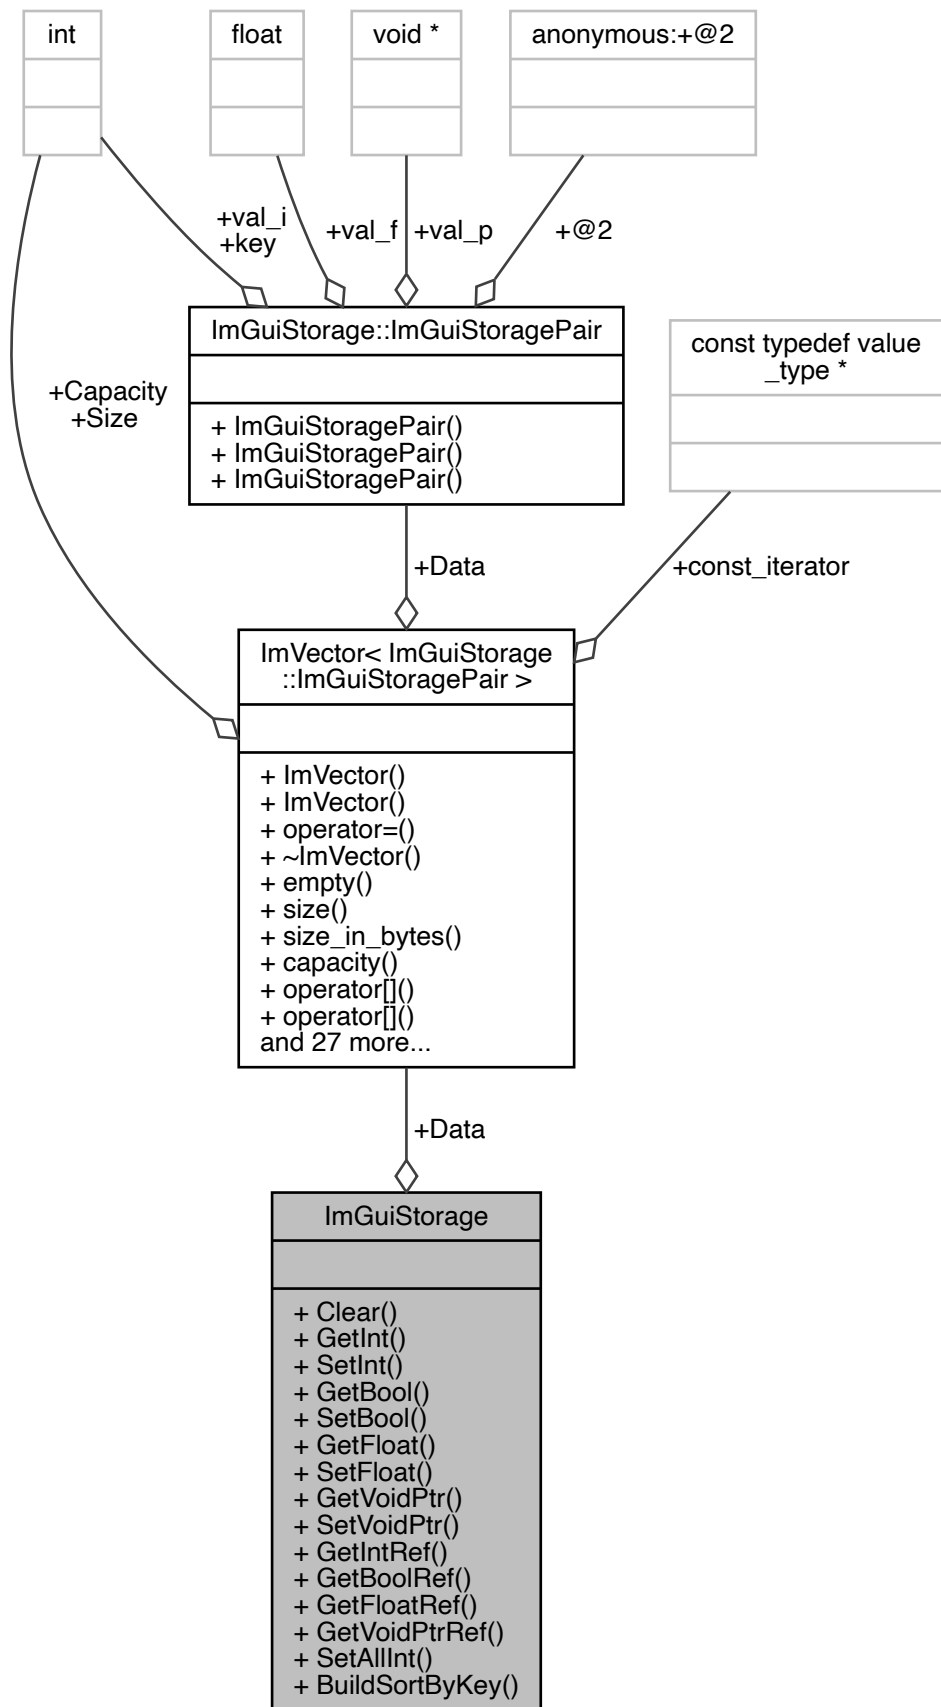 int
float
void *
anonymous:+@2
+val_i
+key
+val_f
+val_p
+@2
ImGuiStorage::ImGuiStoragePair
+ ImGuiStoragePair()
+ ImGuiStoragePair()
+ ImGuiStoragePair()
const typedef value
_type *
+Capacity
+Size
+Data
+const_iterator
ImVector< ImGuiStorage
::ImGuiStoragePair >
+ ImVector()
+ ImVector()
+ operator=()
+ ~ImVector()
+ empty()
+ size()
+ size_in_bytes()
+ capacity()
+ operator[]()
+ operator[]()
and 27 more...
+Data
ImGuiStorage
+ Clear()
+ GetInt()
+ SetInt()
+ GetBool()
+ SetBool()
+ GetFloat()
+ SetFloat()
+ GetVoidPtr()
+ SetVoidPtr()
+ GetIntRef()
+ GetBoolRef()
+ GetFloatRef()
+ GetVoidPtrRef()
+ SetAllInt()
+ BuildSortByKey()